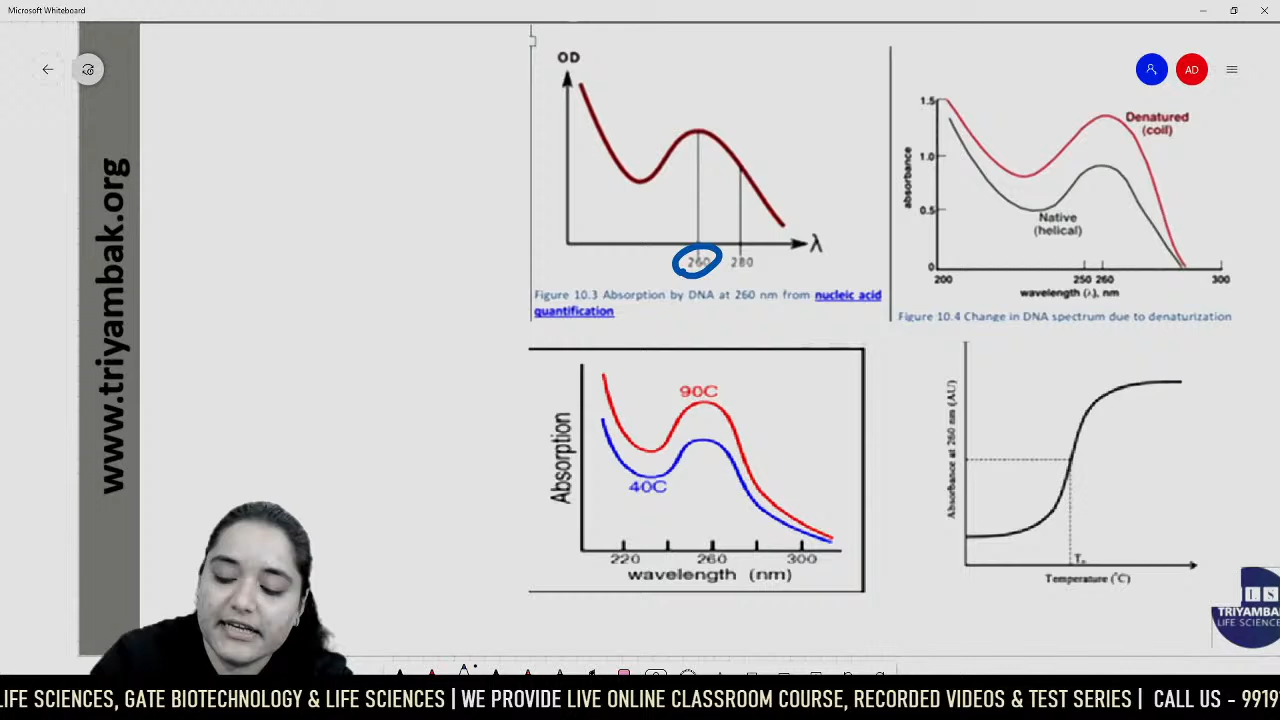 Microsoft Whiteboard
www.triyambak.org
AD
OD
260 280
λ
Figure 10.3 Absorption by DNA at 260 nm from nucleic acid
quantification
1.5
1.0
0.5
0
absorbance
Denatured
(coil)
Native
(helical)
200 250 260 300
wavelength (λ), nm
Figure 10.4 Change in DNA spectrum due to denaturization
Absorption
90C
40C
220 260 300
wavelength (nm)
Absorbance at 260 nm (AU)
Temperature (°C)
TRIYAMBA
LIFE SCIENCE
LIFE SCIENCES, GATE BIOTECHNOLOGY & LIFE SCIENCES | WE PROVIDE LIVE ONLINE CLASSROOM COURSE, RECORDED VIDEOS & TEST SERIES | CALL US - 9919